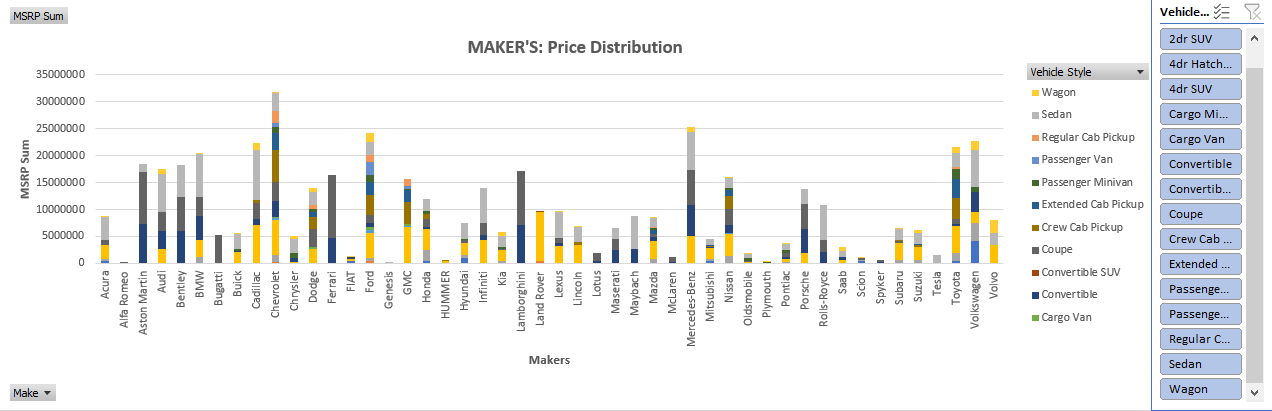 MSRP Sum
MAKER'S: Price Distribution
35000000
30000000
25000000
20000000
15000000
10000000
5000000
0
MSRP Sum
Acura
Alfa Romeo
Aston Martin
Audi
Bentley
BMW
Bugatti
Buick
Cadillac
Chevrolet
Chrysler
Dodge
Ferrari
FIAT
Ford
Genesis
GMC
Honda
HUMMER
Hyundai
Infiniti
Kia
Lamborghini
Land Rover
Lexus
Lincoln
Lotus
Maserati
Maybach
Mazda
McLaren
Mercedes-Benz
Mitsubishi
Nissan
Oldsmobile
Plymouth
Pontiac
Porsche
Rolls-Royce
Saab
Scion
Spyker
Subaru
Suzuki
Tesla
Toyota
Volkswagen
Volvo
Makers
Make
Vehicle Style
Wagon
Sedan
Regular Cab Pickup
Passenger Van
Passenger Minivan
Extended Cab Pickup
Crew Cab Pickup
Coupe
Convertible SUV
Convertible
Cargo Van
Vehicle...
2dr SUV
4dr Hatch...
4dr SUV
Cargo Mi...
Cargo Van
Convertible
Convertib...
Coupe
Crew Cab ...
Extended ...
Passenge...
Passenge...
Regular C...
Sedan
Wagon